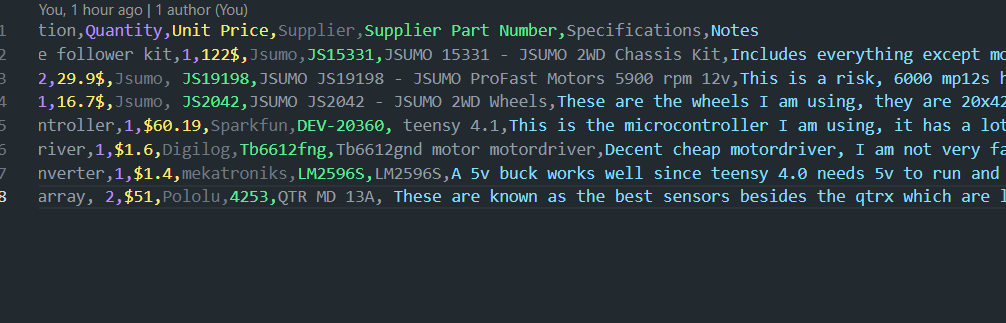 You, 1 hour ago | 1 author (You)
1 tion,Quantity,Unit Price,Supplier,Supplier Part Number,Specifications,Notes
2 e follower kit,1,122$,Jsumo,JS15331,JSUMO 15331 - JSUMO 2WD Chassis Kit,Includes everything except mo
3 2,29.9$,Jsumo, JS19198,JSUMO JS19198 - JSUMO ProFast Motors 5900 rpm 12v,This is a risk, 6000 mp12s h
4 1,16.7$,Jsumo, JS2042,JSUMO JS2042 - JSUMO 2WD Wheels,These are the wheels I am using, they are 20x42
5 ntroller,1,$60.19,Sparkfun,DEV-20360, teensy 4.1,This is the microcontroller I am using, it has a lot
6 river,1,$1.6,Digilog,Tb6612fng,Tb6612gnd motor motordriver,Decent cheap motordriver, I am not very fa
7 nverter,1,$1.4,mekatroniks,LM2596S,LM2596S,A 5v buck works well since teensy 4.0 needs 5v to run and
8 array, 2,$51,Pololu,4253,QTR MD 13A, These are known as the best sensors besides the qtrx which are l